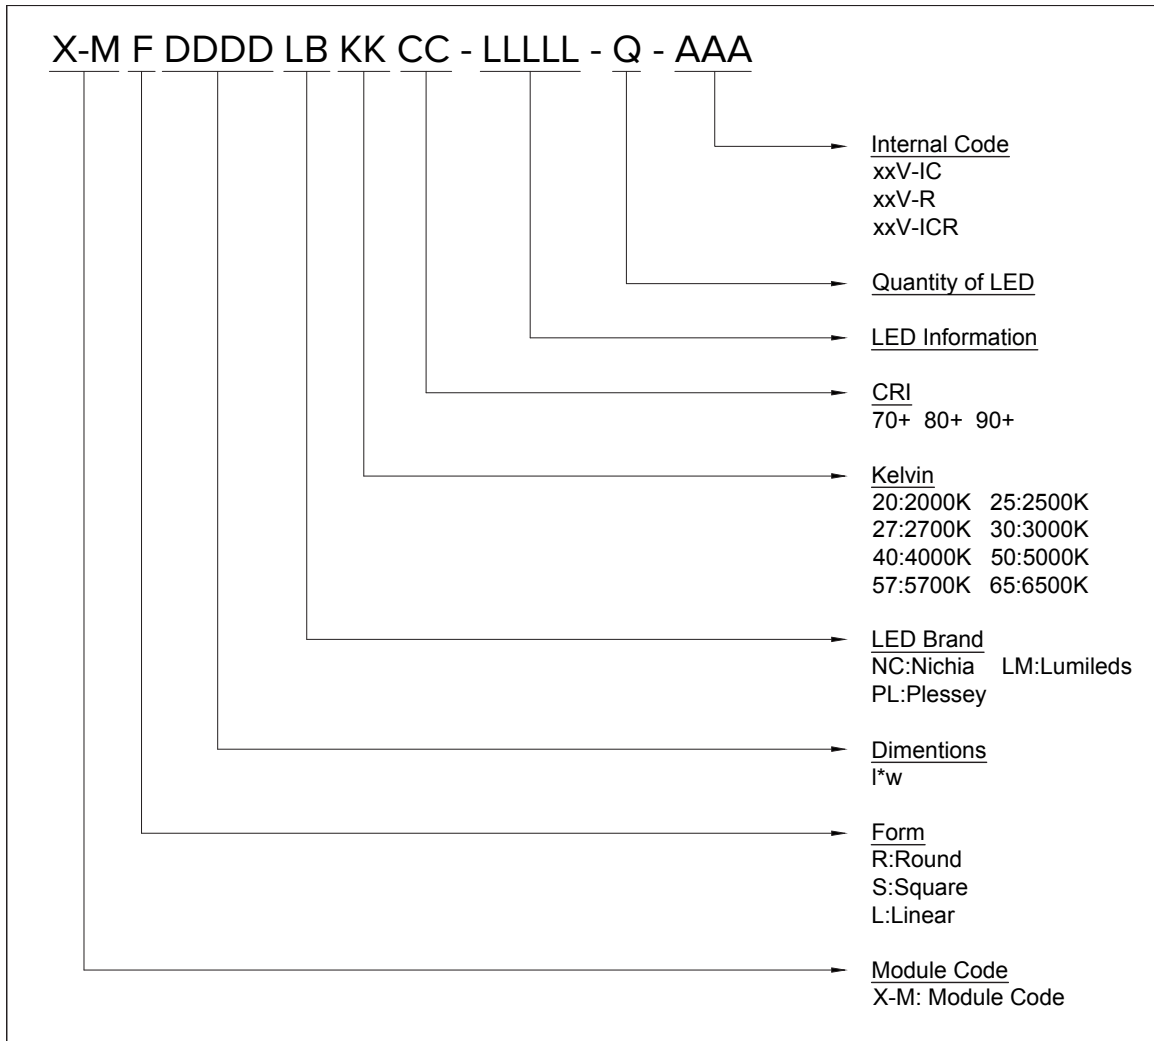 X-M F DDDD LB KK CC - LLLLL - Q - AAA
Internal Code
xxV-IC
xxV-R
xxV-ICR
Quantity of LED
LED Information
CRI
70+ 80+ 90+
Kelvin
20:2000K 25:2500K
27:2700K 30:3000K
40:4000K 50:5000K
57:5700K 65:6500K
LED Brand
NC:Nichia LM:Lumileds
PL:Plessey
Dimentions
l*w
Form
R:Round
S:Square
L:Linear
Module Code
X-M: Module Code